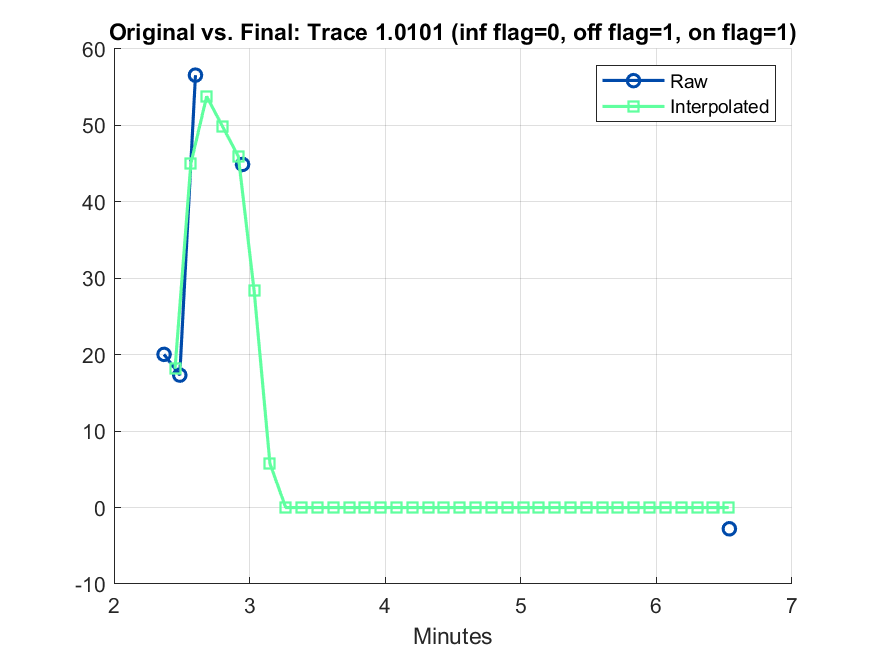 Original vs. Final: Trace 1.0101 (inf flag=0, off flag=1, on flag=1)
60
50
40
30
20
10
0
-10
Raw
Interpolated
2 3 4 5 6 7
Minutes